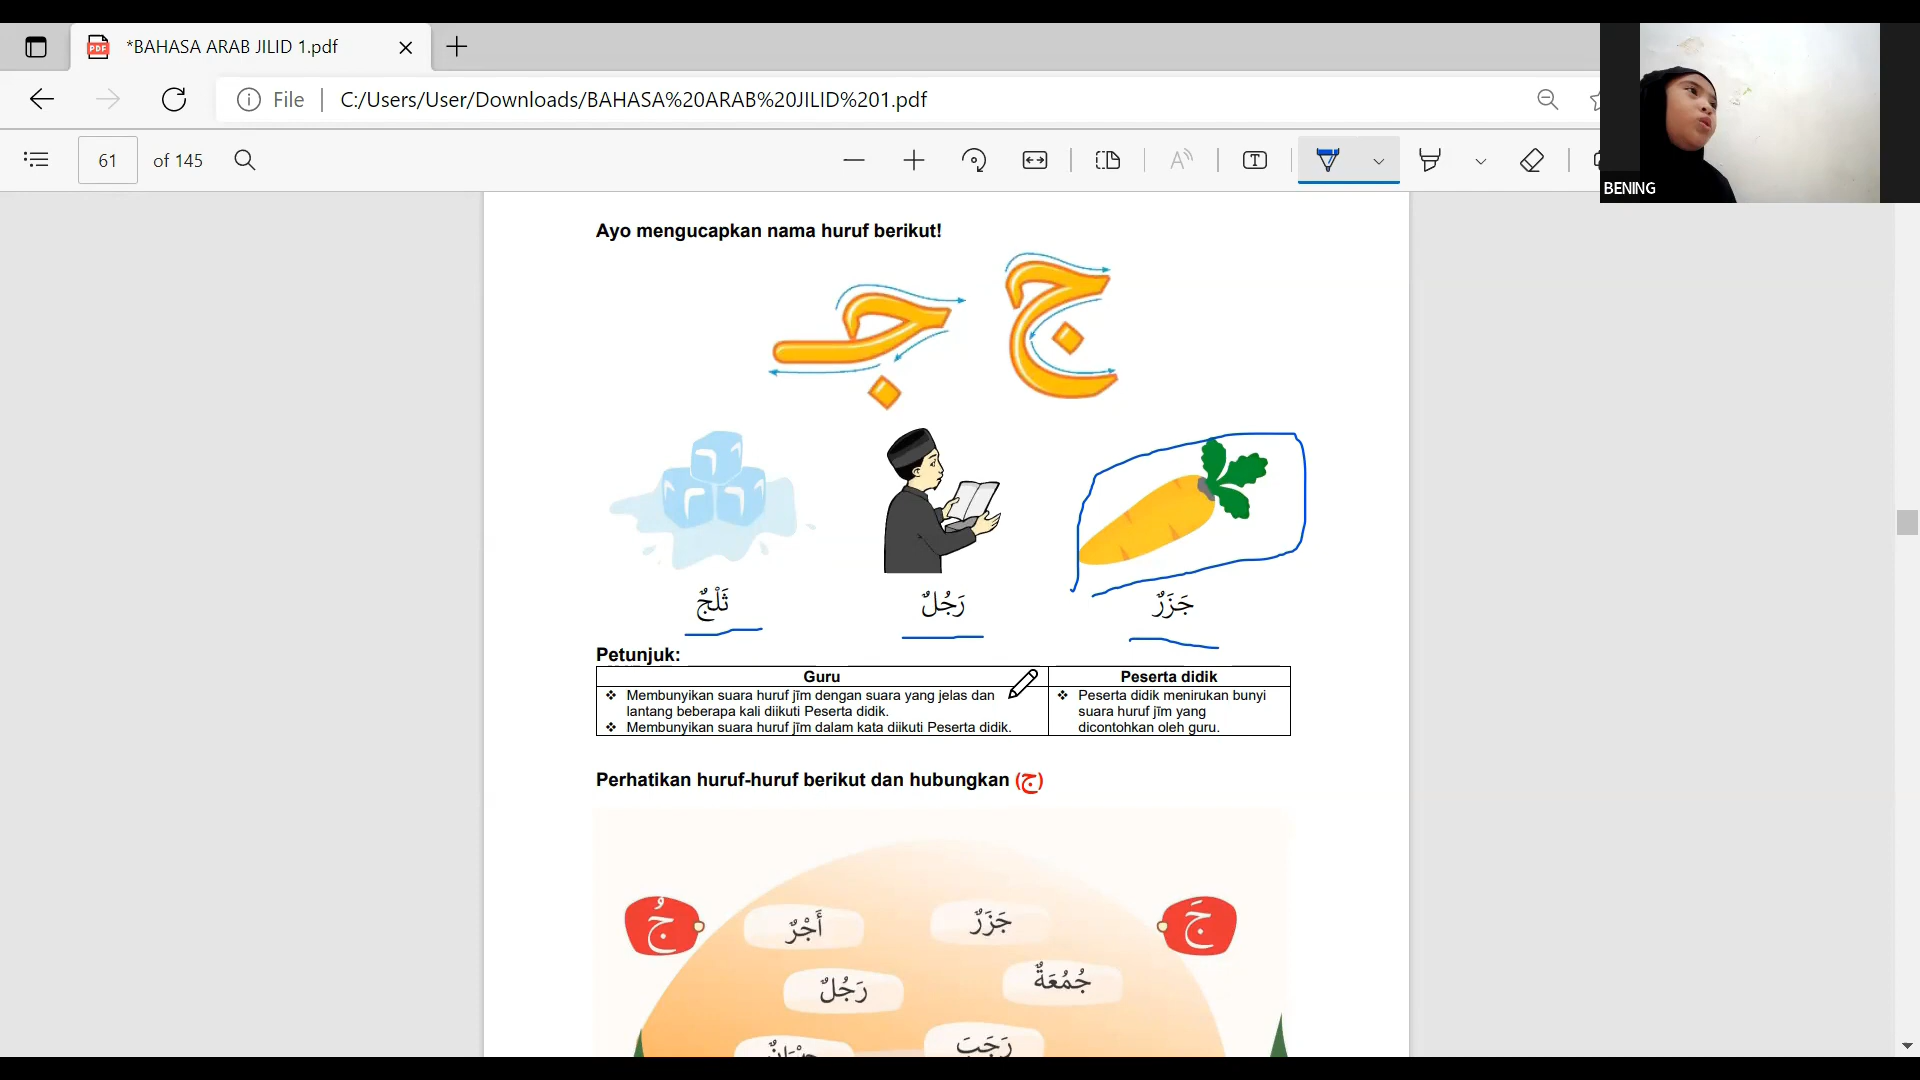 *BAHASA ARAB JILID 1.pdf
File | C:/Users/User/Downloads/BAHASA%20ARAB%20JILID%201.pdf
61 of 145
BENING
Ayo mengucapkan nama huruf berikut!
ج جـ
جَزَرٌ رَجُلٌ ثَلْجٌ
Petunjuk:
Guru
Peserta didik
❖ Membunyikan suara huruf jīm dengan suara yang jelas dan
lantang beberapa kali diikuti Peserta didik.
❖ Membunyikan suara huruf jīm dalam kata diikuti Peserta didik.
❖ Peserta didik menirukan bunyi
suara huruf jīm yang
dicontohkan oleh guru.
Perhatikan huruf-huruf berikut dan hubungkan (ج)
جَ جَزَرٌ أَجْرٌ جُ
جُمُعَةٌ رَجُلٌ
رَجَبَ